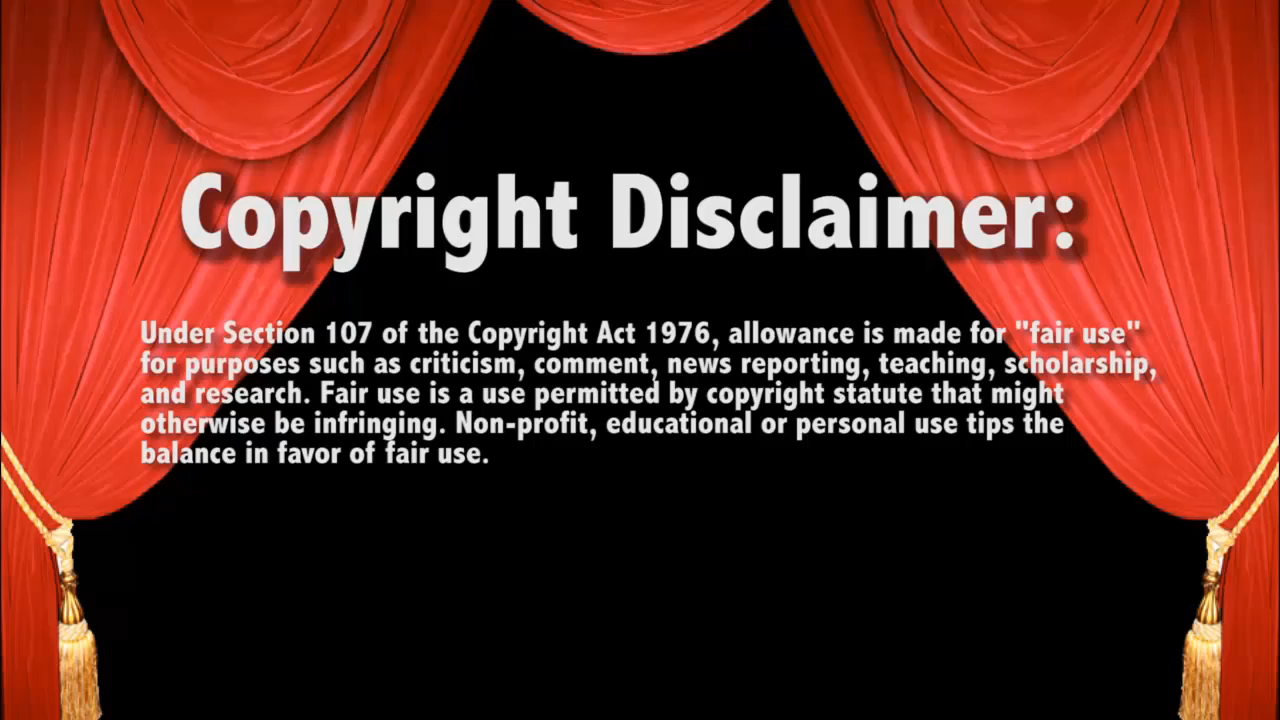 Copyright Disclaimer:
Under Section 107 of the Copyright Act 1976, allowance is made for "fair use"
for purposes such as criticism, comment, news reporting, teaching, scholarship,
and research. Fair use is a use permitted by copyright statute that might
otherwise be infringing. Non-profit, educational or personal use tips the
balance in favor of fair use.